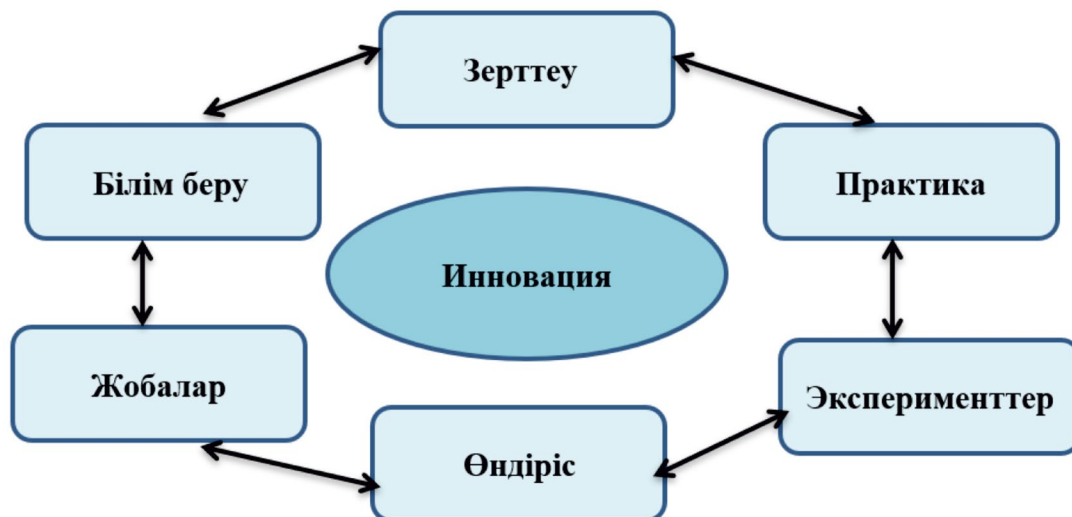 Зерттеу
Білім беру
Практика
Инновация
Жобалар
Эксперименттер
Өндіріс